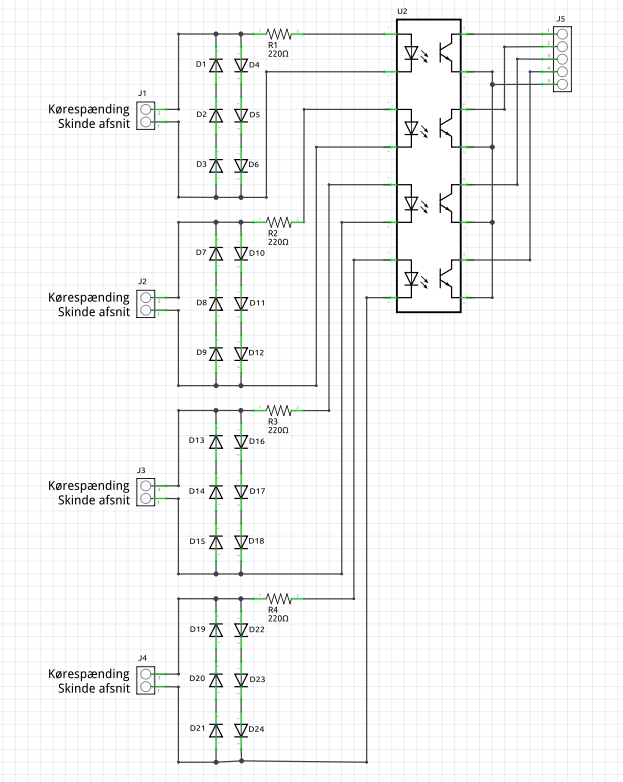 U2
J5
R1
220Ω
D1
D4
J1
Kørespænding
Skinde afsnit
D2
D5
D3
D6
R2
220Ω
D7
D10
J2
Kørespænding
Skinde afsnit
D8
D11
D9
D12
R3
220Ω
D13
D16
J3
Kørespænding
Skinde afsnit
D14
D17
D15
D18
R4
220Ω
D19
D22
J4
Kørespænding
Skinde afsnit
D20
D23
D21
D24